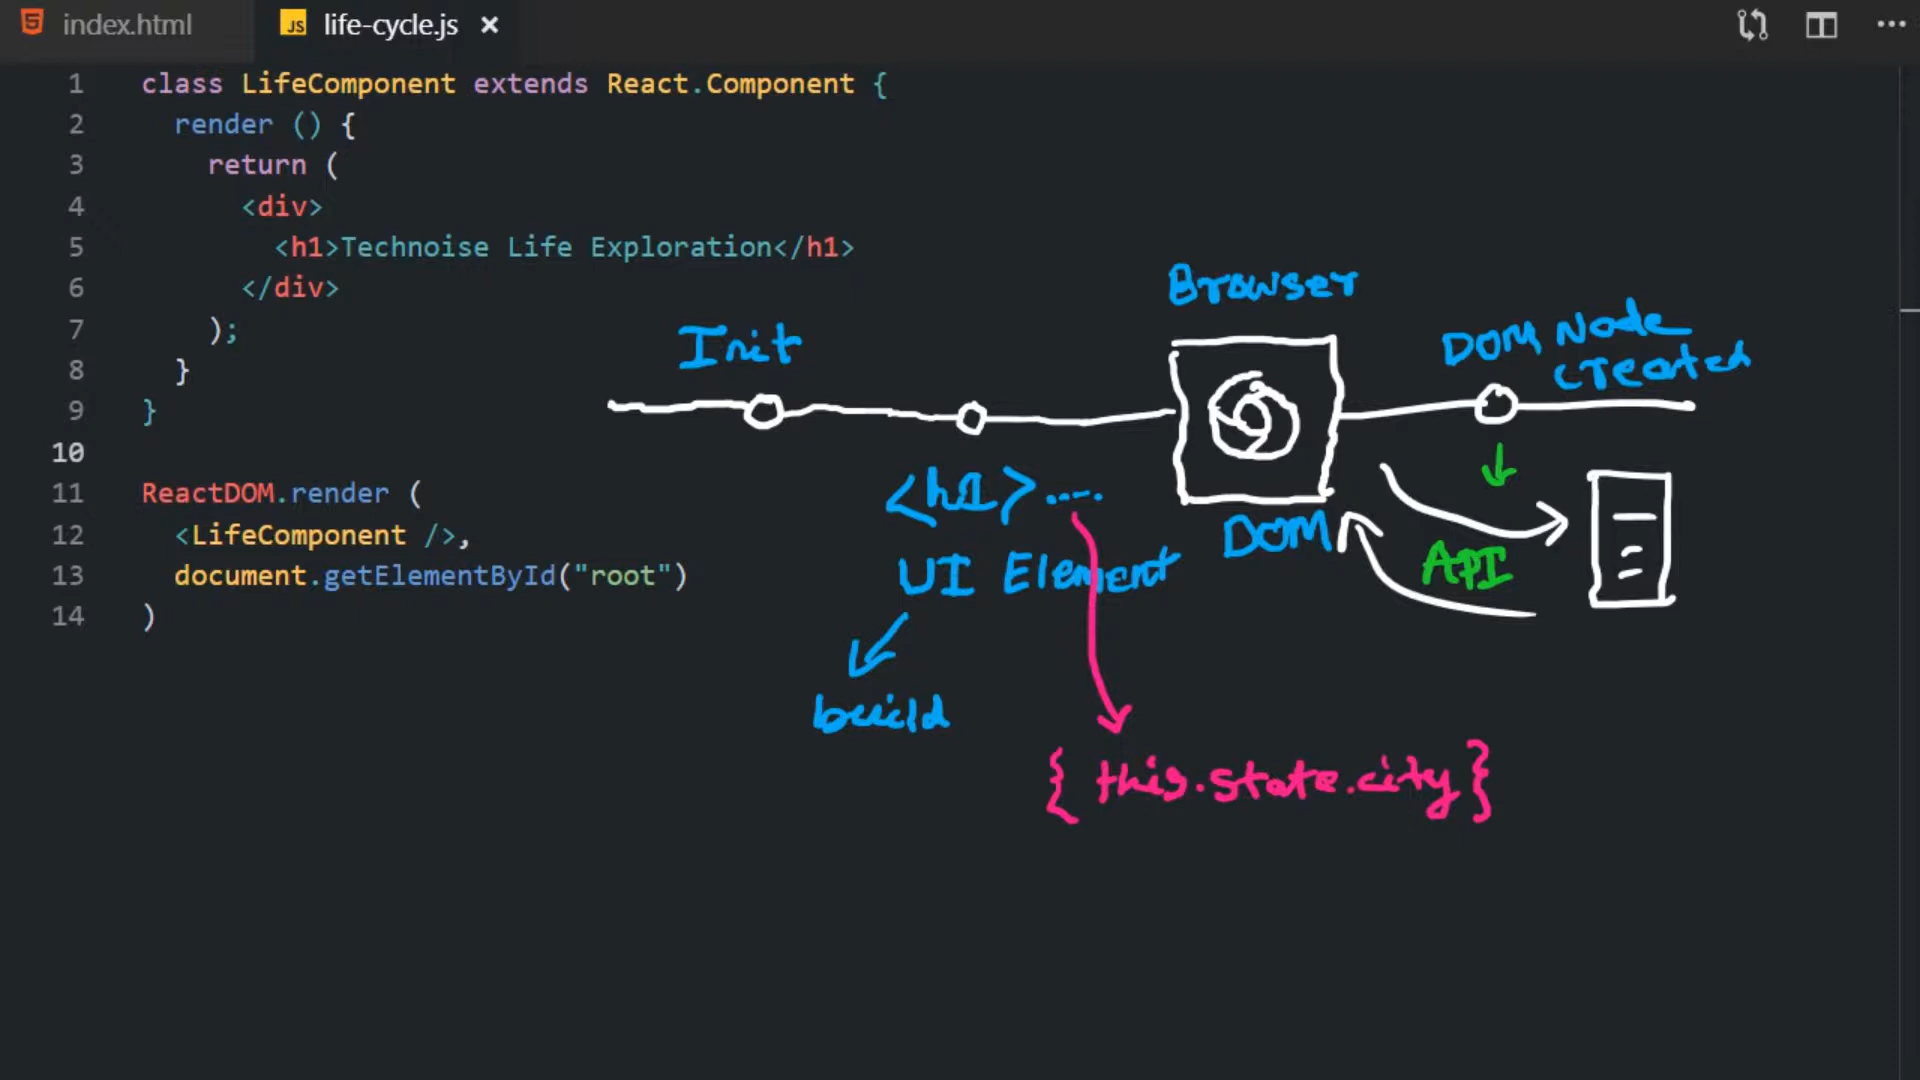 index.html
JS life-cycle.js ×
1 class LifeComponent extends React.Component {
2 render () {
3 return (
4 <div>
5 <h1>Technoise Life Exploration</h1>
6 </div>
7 );
8 }
9 }
10
11 ReactDOM.render (
12 <LifeComponent />,
13 document.getElementById("root")
14 )
Init
Browser
DOM Node
created
<h1>....
UI Element
DOM
API
build
{ this.state.city }